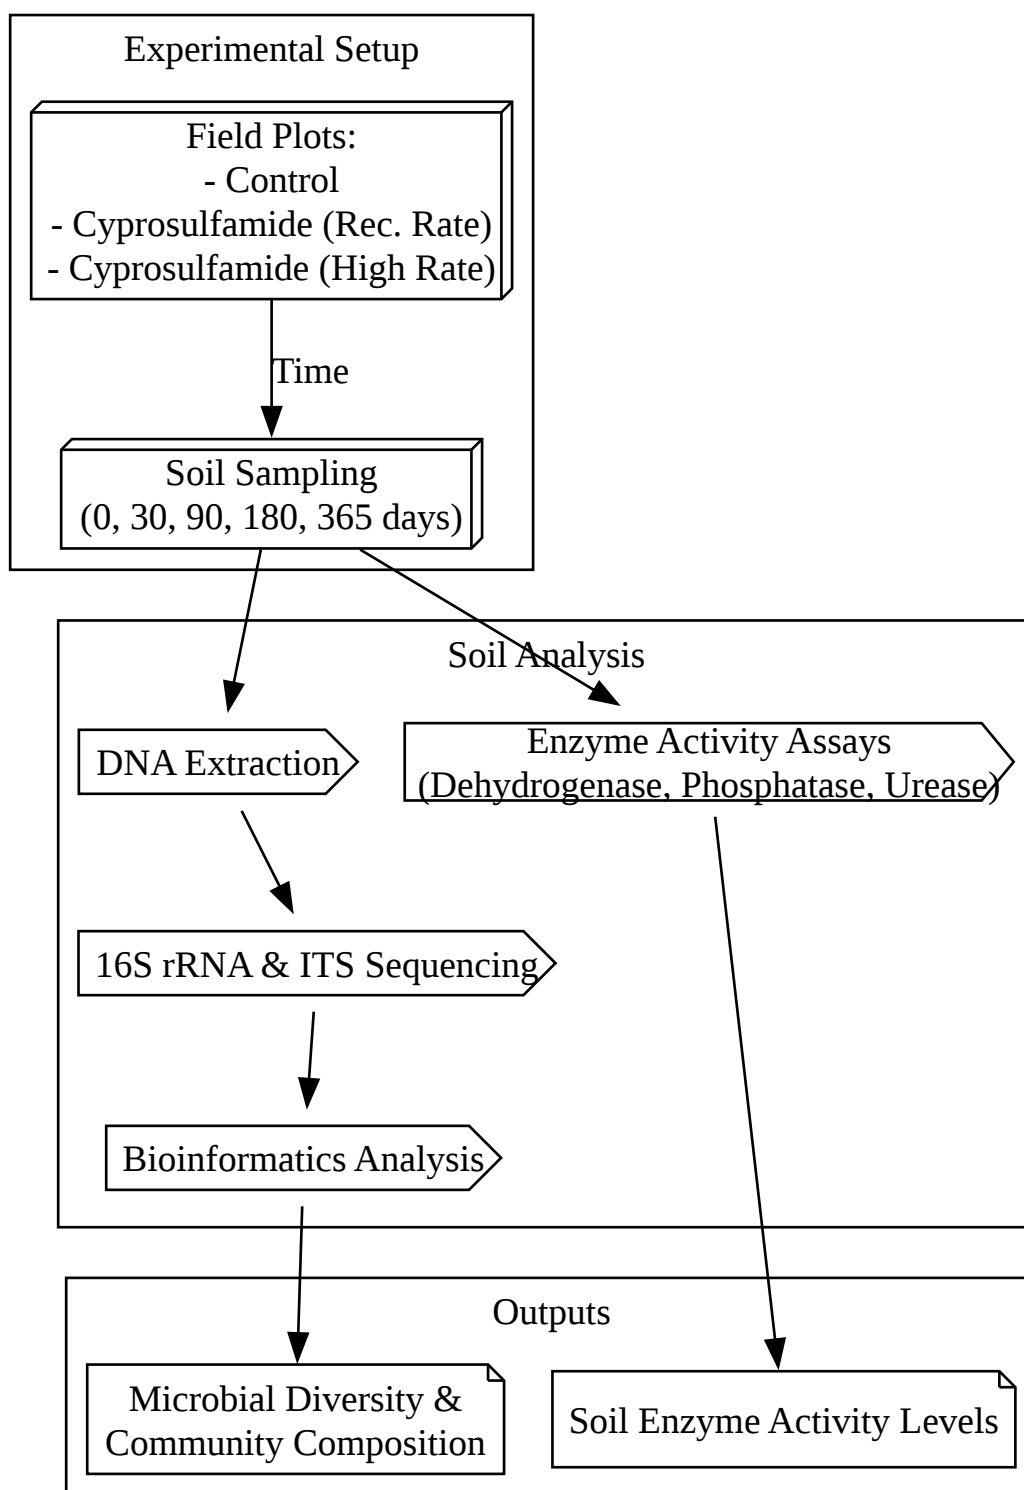 Experimental Setup
Field Plots:
- Control
- Cyprosulfamide (Rec. Rate)
- Cyprosulfamide (High Rate)
Time
Soil Sampling
(0, 30, 90, 180, 365 days)
Soil Analysis
DNA Extraction
Enzyme Activity Assays
(Dehydrogenase, Phosphatase, Urease)
16S rRNA & ITS Sequencing
Bioinformatics Analysis
Outputs
Microbial Diversity &
Community Composition
Soil Enzyme Activity Levels